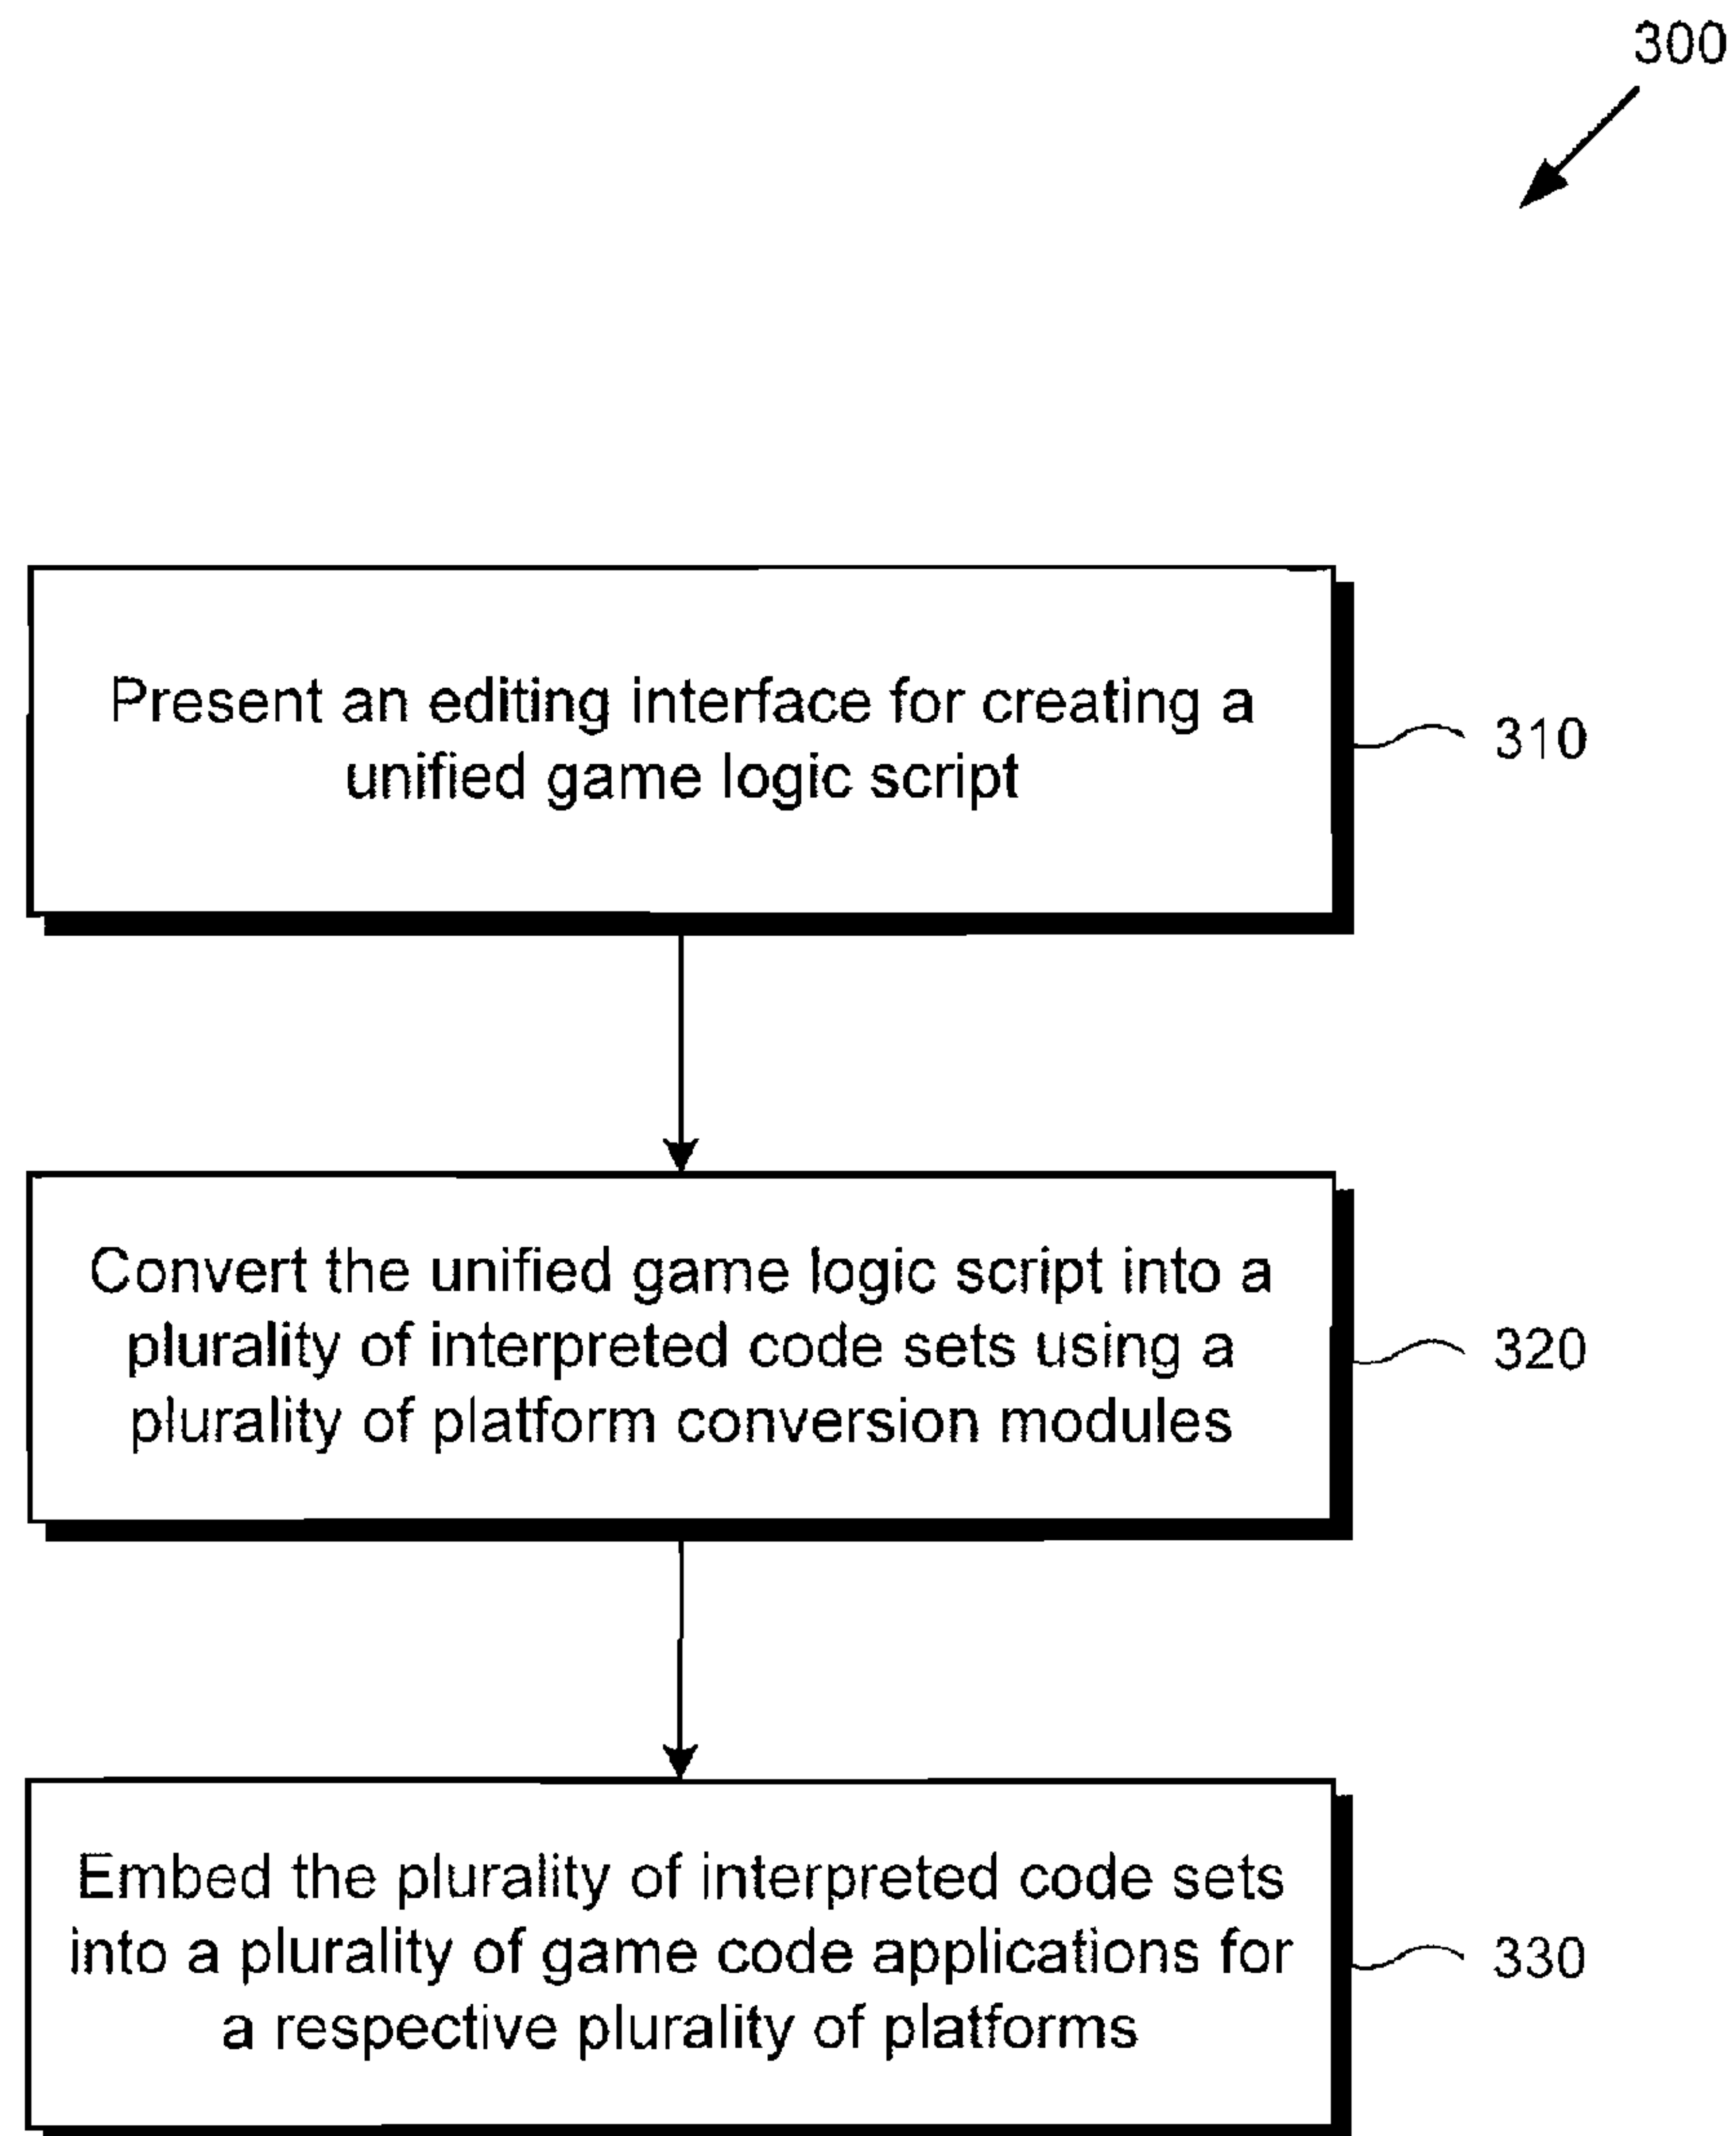 300
Present an editing interface for creating a
unified game logic script
310
Convert the unified game logic script into a
plurality of interpreted code sets using a
plurality of platform conversion modules
320
Embed the plurality of interpreted code sets
into a plurality of game code applications for
a respective plurality of platforms
330